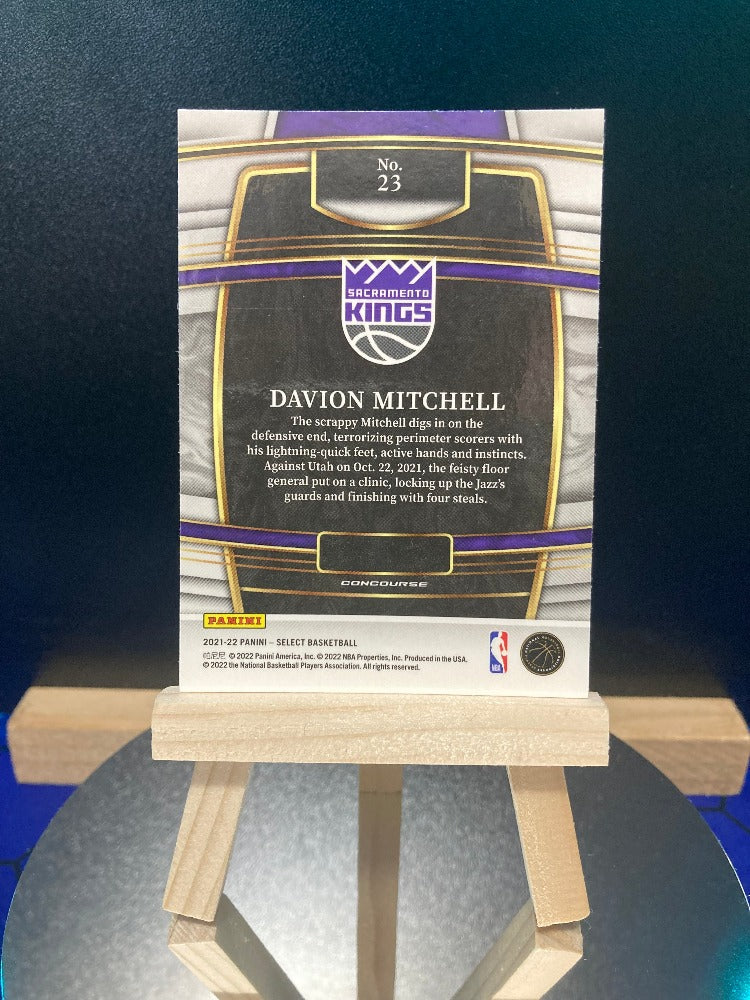 No.
23
SACRAMENTO
KINGS
DAVION MITCHELL
The scrappy Mitchell digs in on the
defensive end, terrorizing perimeter scorers with
his lightning-quick feet, active hands and instincts.
Against Utah on Oct. 22, 2021, the feisty floor
general put on a clinic, locking up the Jazz's
guards and finishing with four steals.
CONCOURSE
PANINI
2021-22 PANINI – SELECT BASKETBALL
帕尼尼 © 2022 Panini America, Inc. © 2022 NBA Properties, Inc. Produced in the USA.
© 2022 the National Basketball Players Association. All rights reserved.
NBA